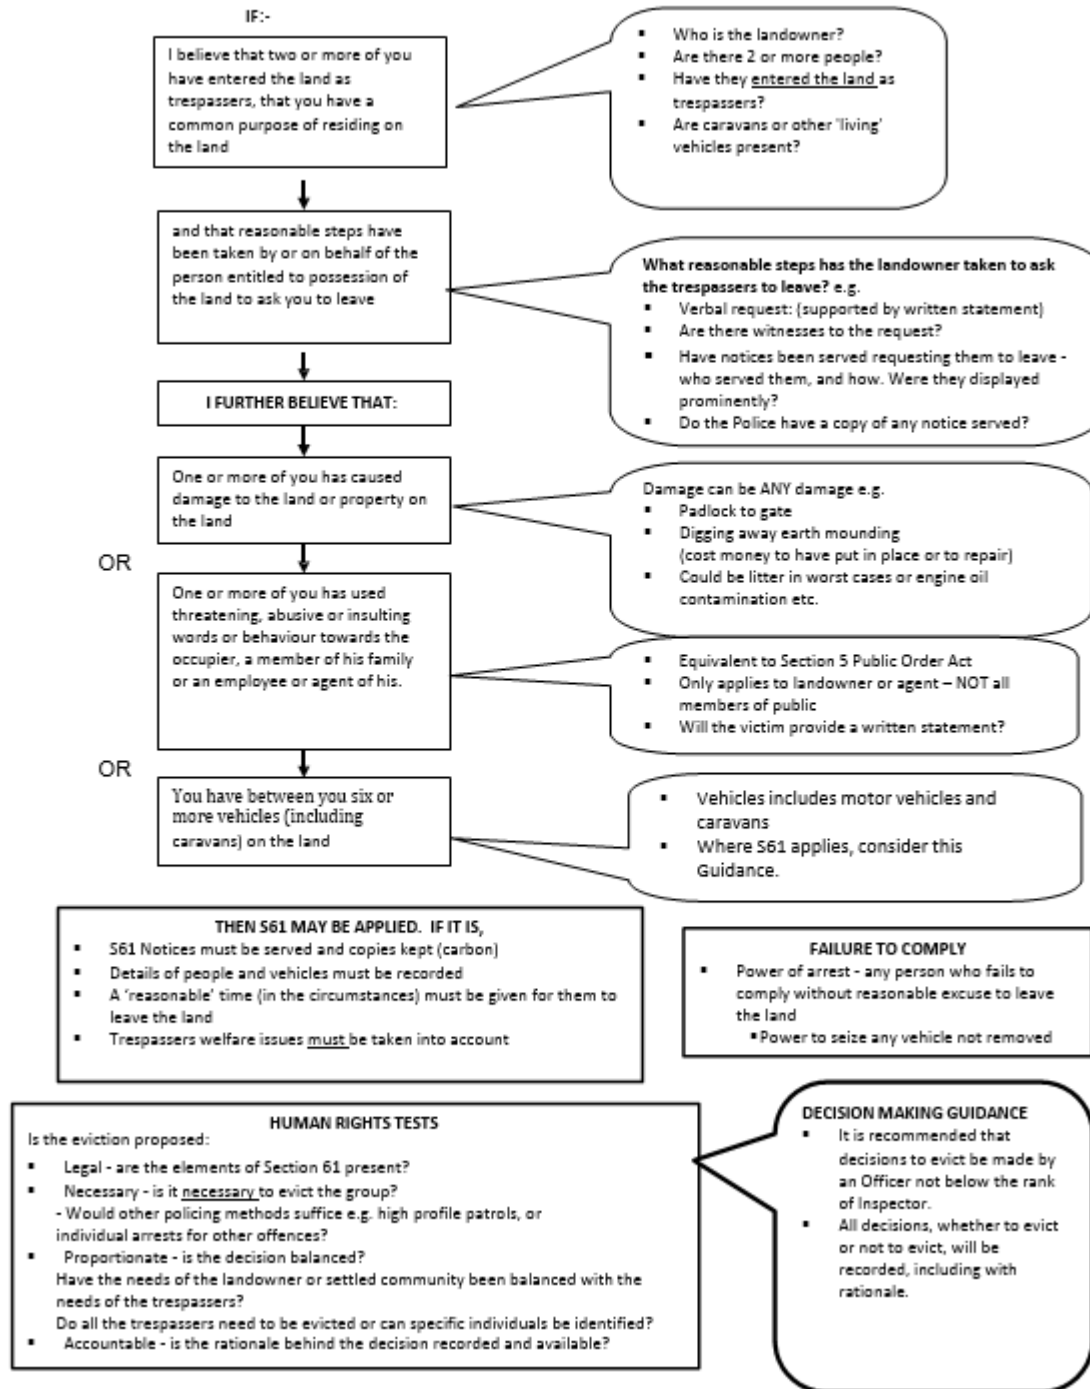 IF:-
I believe that two or more of you
have entered the land as
trespassers, that you have a
common purpose of residing on
the land
▪ Who is the landowner?
▪ Are there 2 or more people?
▪ Have they entered the land as
trespassers?
▪ Are caravans or other 'living'
vehicles present?
and that reasonable steps have
been taken by or on behalf of the
person entitled to possession of
the land to ask you to leave
What reasonable steps has the landowner taken to ask
the trespassers to leave? e.g.
▪ Verbal request: (supported by written statement)
▪ Are there witnesses to the request?
▪ Have notices been served requesting them to leave -
who served them, and how. Were they displayed
prominently?
▪ Do the Police have a copy of any notice served?
I FURTHER BELIEVE THAT:
One or more of you has caused
damage to the land or property on
the land
Damage can be ANY damage e.g.
▪ Padlock to gate
▪ Digging away earth mounding
(cost money to have put in place or to repair)
▪ Could be litter in worst cases or engine oil
contamination etc.
OR
One or more of you has used
threatening, abusive or insulting
words or behaviour towards the
occupier, a member of his family
or an employee or agent of his.
▪ Equivalent to Section 5 Public Order Act
▪ Only applies to landowner or agent – NOT all
members of public
▪ Will the victim provide a written statement?
OR
You have between you six or
more vehicles (including
caravans) on the land
▪ Vehicles includes motor vehicles and
caravans
▪ Where S61 applies, consider this
Guidance.
THEN S61 MAY BE APPLIED. IF IT IS,
▪ S61 Notices must be served and copies kept (carbon)
▪ Details of people and vehicles must be recorded
▪ A 'reasonable' time (in the circumstances) must be given for them to
leave the land
▪ Trespassers welfare issues must be taken into account
FAILURE TO COMPLY
▪ Power of arrest - any person who fails to
comply without reasonable excuse to leave
the land
▪ Power to seize any vehicle not removed
HUMAN RIGHTS TESTS
Is the eviction proposed:
▪ Legal - are the elements of Section 61 present?
▪ Necessary - is it necessary to evict the group?
- Would other policing methods suffice e.g. high profile patrols, or
individual arrests for other offences?
▪ Proportionate - is the decision balanced?
Have the needs of the landowner or settled community been balanced with the
needs of the trespassers?
Do all the trespassers need to be evicted or can specific individuals be identified?
▪ Accountable - is the rationale behind the decision recorded and available?
DECISION MAKING GUIDANCE
▪ It is recommended that
decisions to evict be made by
an Officer not below the rank
of Inspector.
▪ All decisions, whether to evict
or not to evict, will be
recorded, including with
rationale.